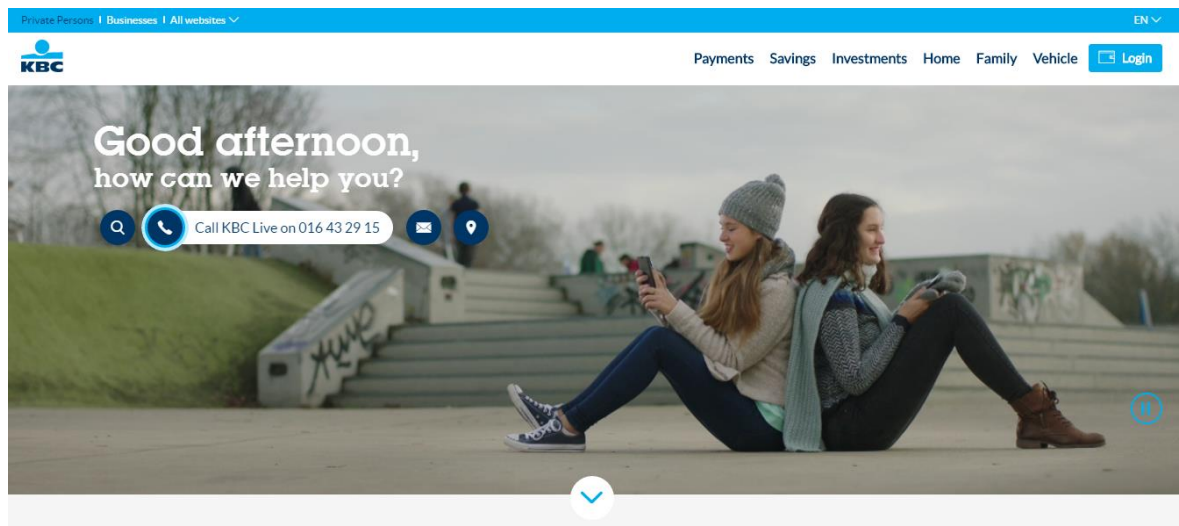 Private Persons | Businesses | All websites
EN
KBC
Payments Savings Investments Home Family Vehicle Login
Good afternoon,
how can we help you?
Call KBC Live on 016 43 29 15